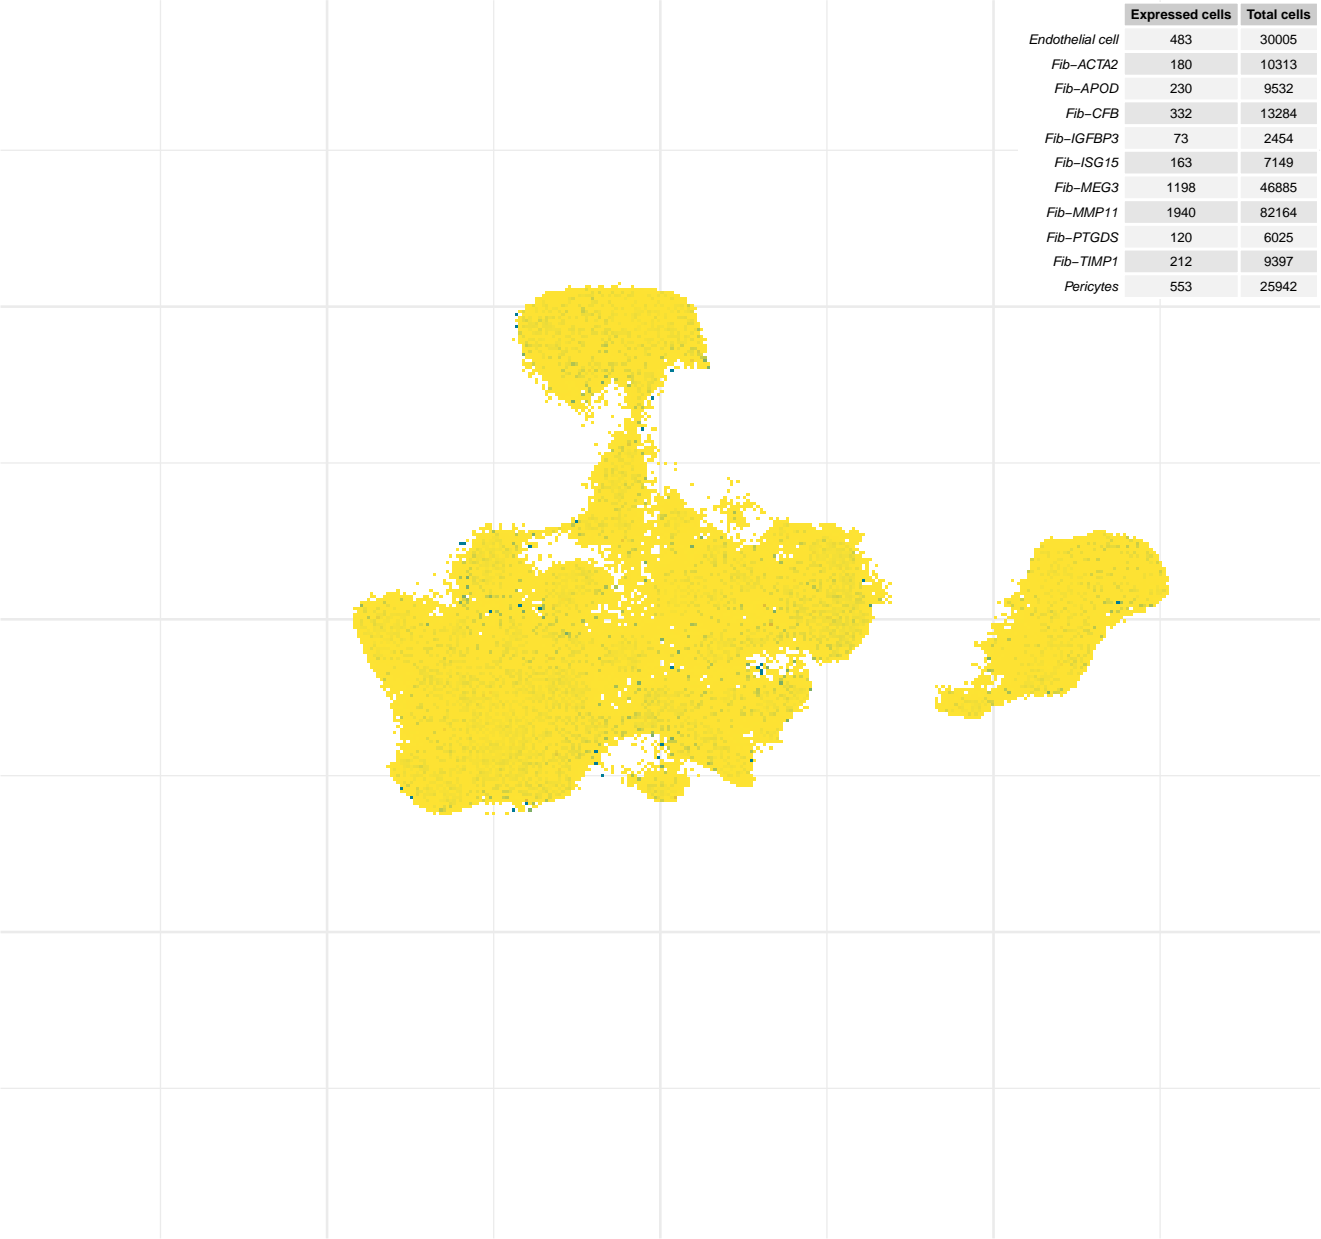 Expressed cells Total cells
Endothelial cell 483 30005
Fib−ACTA2 180 10313
Fib−APOD 230 9532
Fib−CFB 332 13284
Fib−IGFBP3 73 2454
Fib−ISG15 163 7149
Fib−MEG3 1198 46885
Fib−MMP11 1940 82164
Fib−PTGDS 120 6025
Fib−TIMP1 212 9397
Pericytes 553 25942